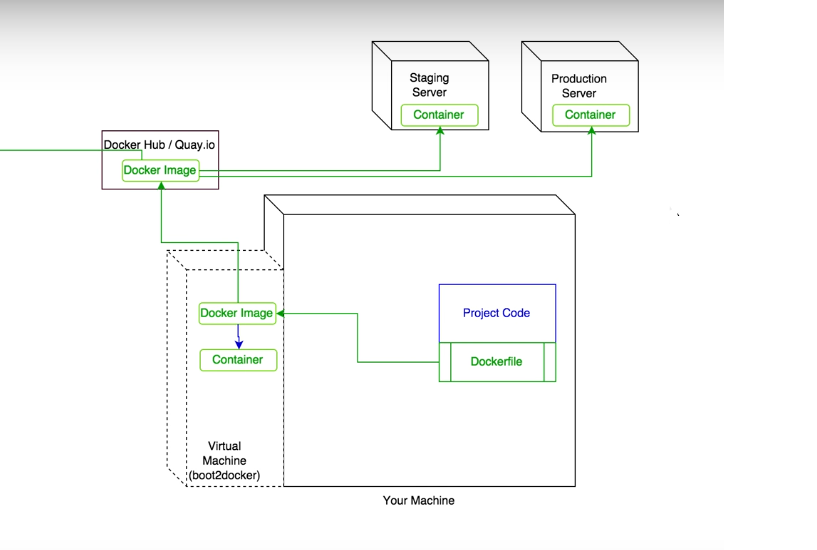 Staging
Server
Container
Production
Server
Container
Docker Hub / Quay.io
Docker Image
Docker Image
Container
Project Code
Dockerfile
Virtual
Machine
(boot2docker)
Your Machine